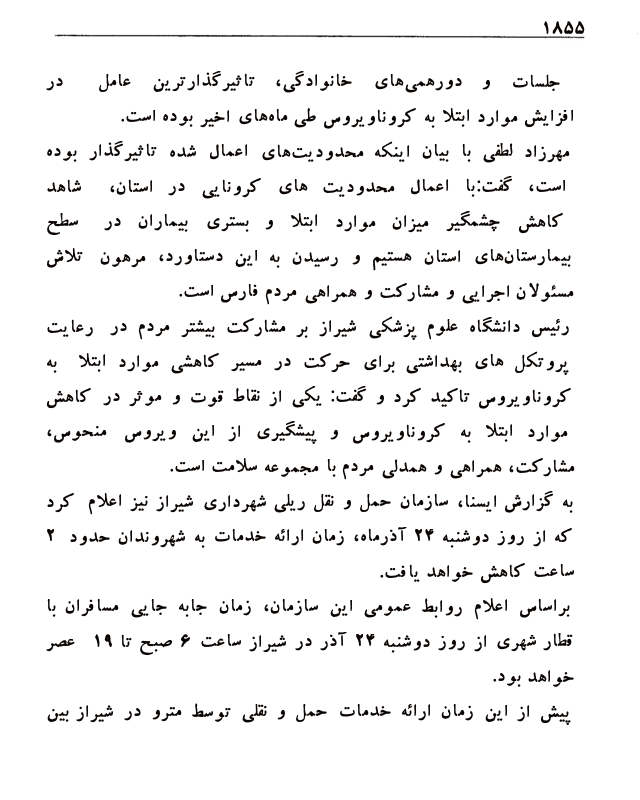 ۱۸۵۵
جلسات و دورهمی‌های خانوادگی، تاثیرگذارترین عامل در
افزایش موارد ابتلا به کروناویروس طی ماه‌های اخیر بوده است.
مهرزاد لطفی با بیان اینکه محدودیت‌های اعمال شده تاثیرگذار بوده
است، گفت:با اعمال محدودیت های کرونایی در استان، شاهد
کاهش چشمگیر میزان موارد ابتلا و بستری بیماران در سطح
بیمارستان‌های استان هستیم و رسیدن به این دستاورد، مرهون تلاش
مسئولان اجرایی و مشارکت و همراهی مردم فارس است.
رئیس دانشگاه علوم پزشکی شیراز بر مشارکت بیشتر مردم در رعایت
پروتکل های بهداشتی برای حرکت در مسیر کاهشی موارد ابتلا به
کروناویروس تاکید کرد و گفت: یکی از نقاط قوت و موثر در کاهش
موارد ابتلا به کروناویروس و پیشگیری از این ویروس منحوس،
مشارکت، همراهی و همدلی مردم با مجموعه سلامت است.
به گزارش ایسنا، سازمان حمل و نقل ریلی شهرداری شیراز نیز اعلام کرد
که از روز دوشنبه ۲۴ آذرماه، زمان ارائه خدمات به شهروندان حدود ۲
ساعت کاهش خواهد یافت.
براساس اعلام روابط عمومی این سازمان، زمان جابه جایی مسافران با
قطار شهری از روز دوشنبه ۲۴ آذر در شیراز ساعت ۶ صبح تا ۱۹ عصر
خواهد بود.
پیش از این زمان ارائه خدمات حمل و نقلی توسط مترو در شیراز بین